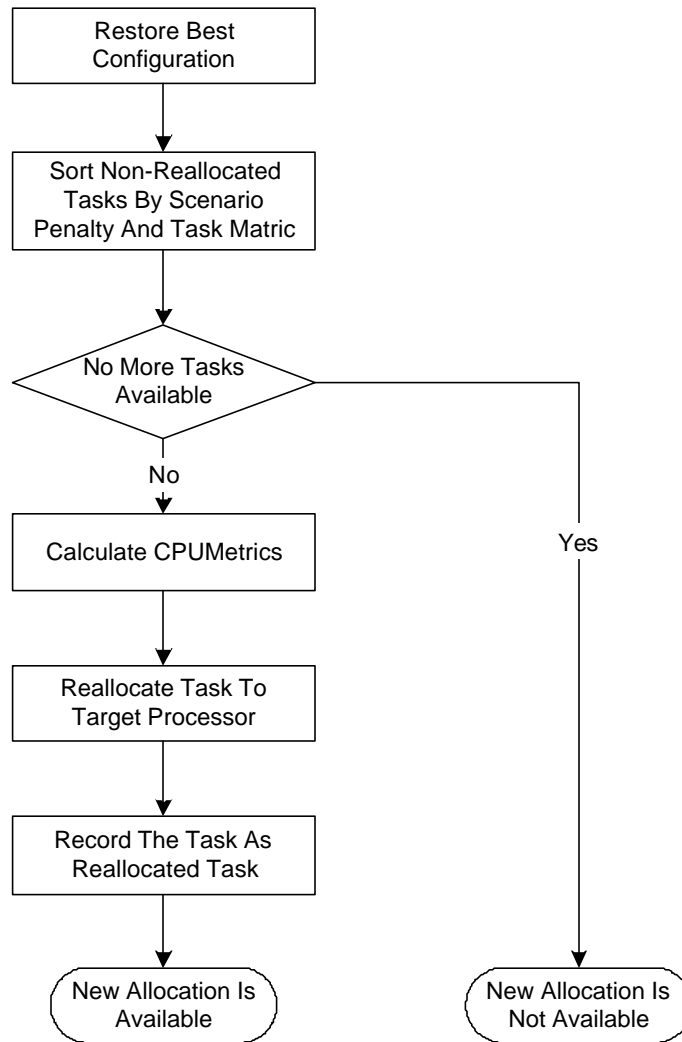 Restore Best
Configuration
Sort Non-Reallocated
Tasks By Scenario
Penalty And Task Matric
No More Tasks
Available
No
Yes
Calculate CPUMetrics
Reallocate Task To
Target Processor
Record The Task As
Reallocated Task
New Allocation Is
Available
New Allocation Is
Not Available